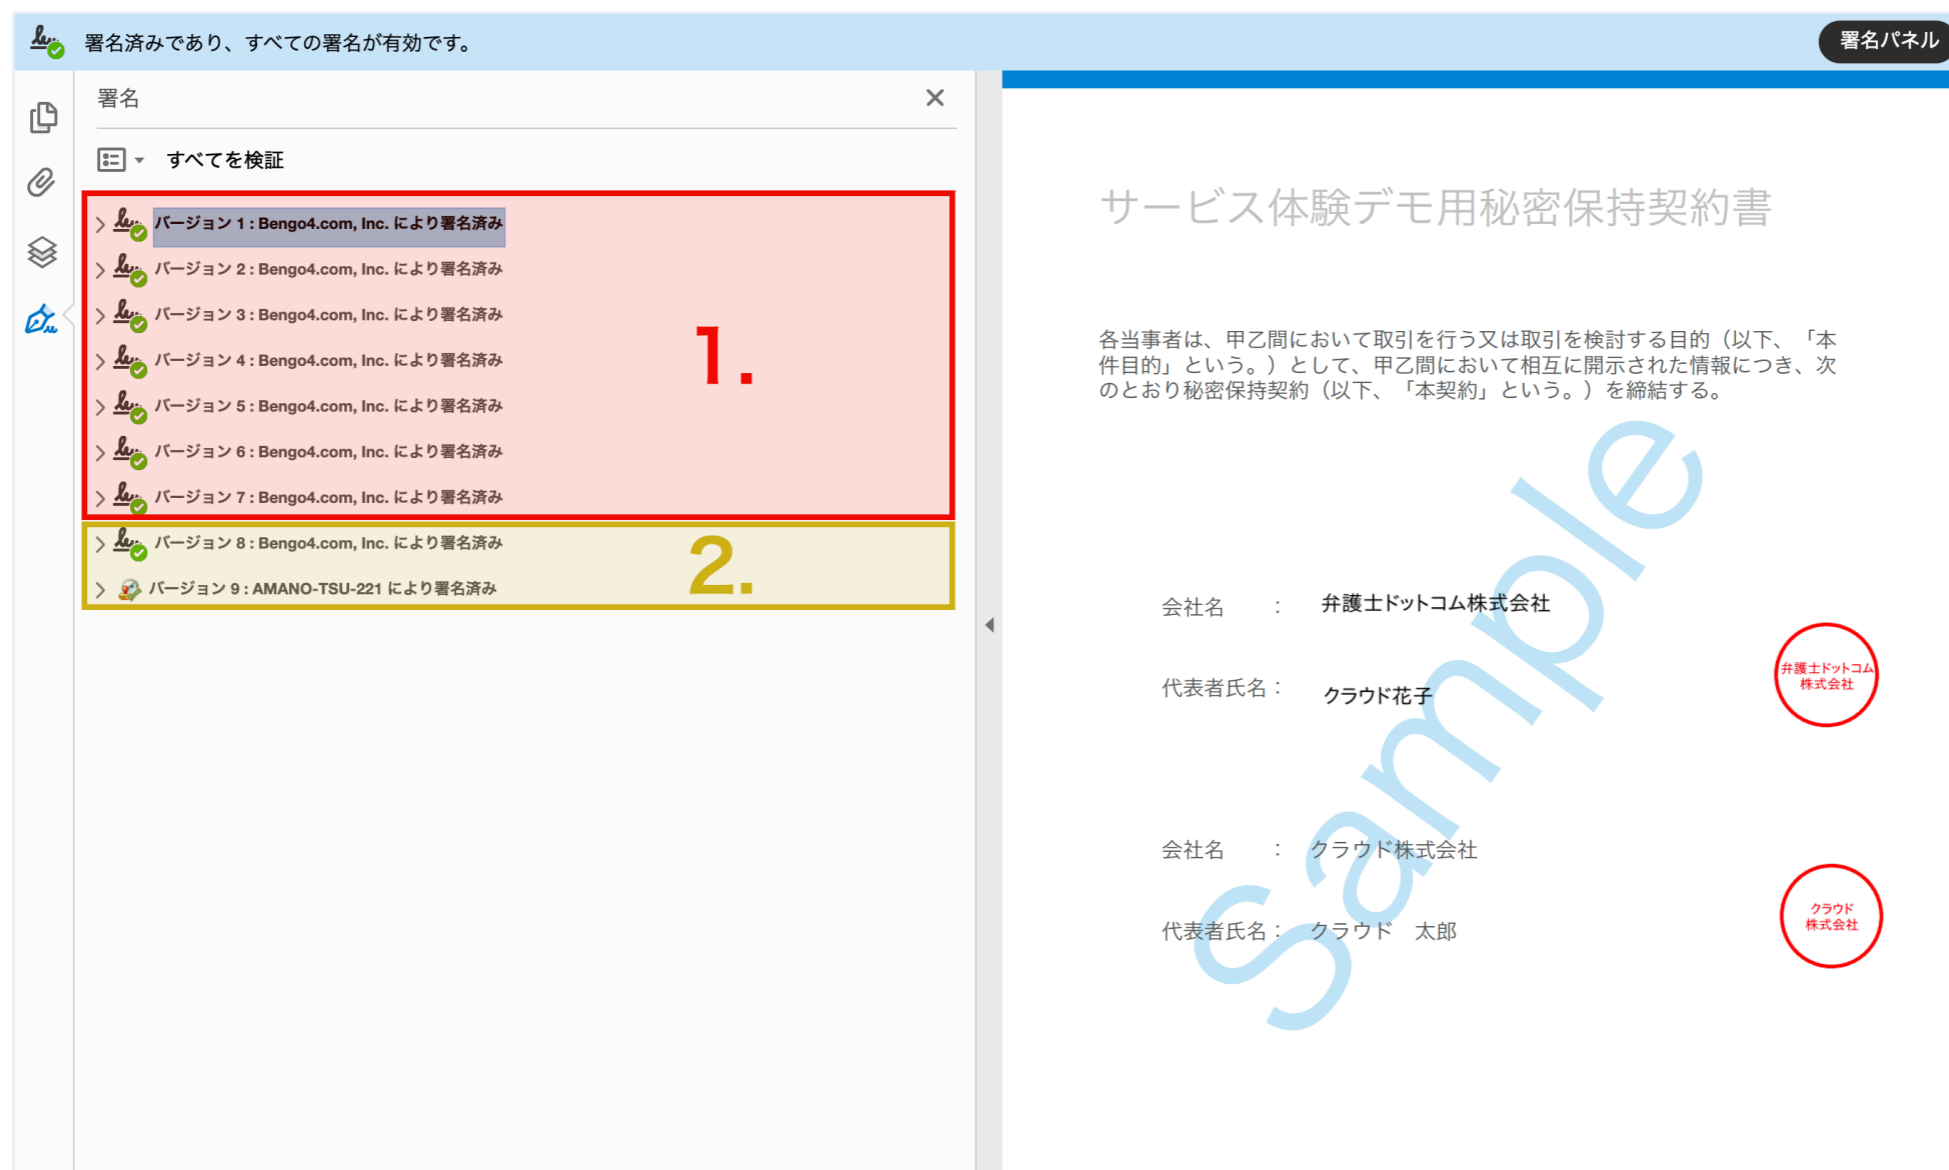 署名済みであり、すべての署名が有効です。
署名パネル
署名
すべてを検証
バージョン 1 : Bengo4.com, Inc. により署名済み
バージョン 2 : Bengo4.com, Inc. により署名済み
バージョン 3 : Bengo4.com, Inc. により署名済み
バージョン 4 : Bengo4.com, Inc. により署名済み
バージョン 5 : Bengo4.com, Inc. により署名済み
バージョン 6 : Bengo4.com, Inc. により署名済み
バージョン 7 : Bengo4.com, Inc. により署名済み
1.
バージョン 8 : Bengo4.com, Inc. により署名済み
バージョン 9 : AMANO-TSU-221 により署名済み
2.
サービス体験デモ用秘密保持契約書
各当事者は、甲乙間において取引を行う又は取引を検討する目的（以下、「本
件目的」という。）として、甲乙間において相互に開示された情報につき、次
のとおり秘密保持契約（以下、「本契約」という。）を締結する。
会社名　　： 弁護士ドットコム株式会社
代表者氏名： クラウド花子
弁護士ドットコム
株式会社
会社名　　： クラウド株式会社
代表者氏名： クラウド　太郎
クラウド
株式会社
Sample